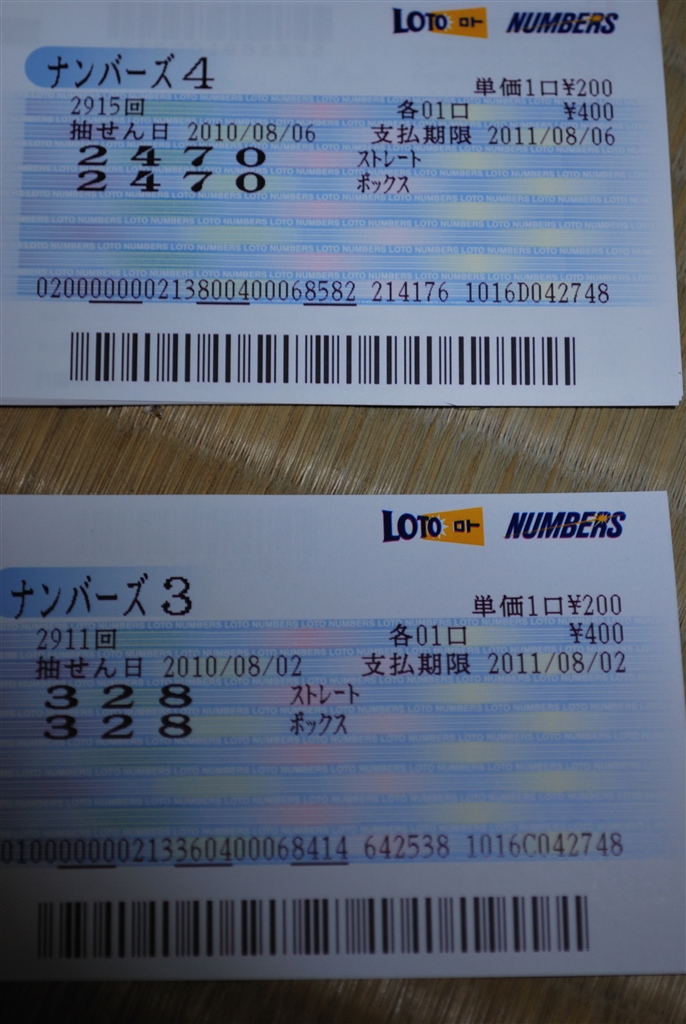 LOTO ロト NUMBERS
ナンバーズ4
単価1口¥200
2915回 各01口 ¥400
抽せん日 2010/08/06 支払期限 2011/08/06
2470 ストレート
2470 ボックス
020000000213800400068582 214176 1016D042748
LOTO ロト NUMBERS
ナンバーズ3
単価1口¥200
2911回 各01口 ¥400
抽せん日 2010/08/02 支払期限 2011/08/02
328 ストレート
328 ボックス
010000000213360400068414 642538 1016C042748